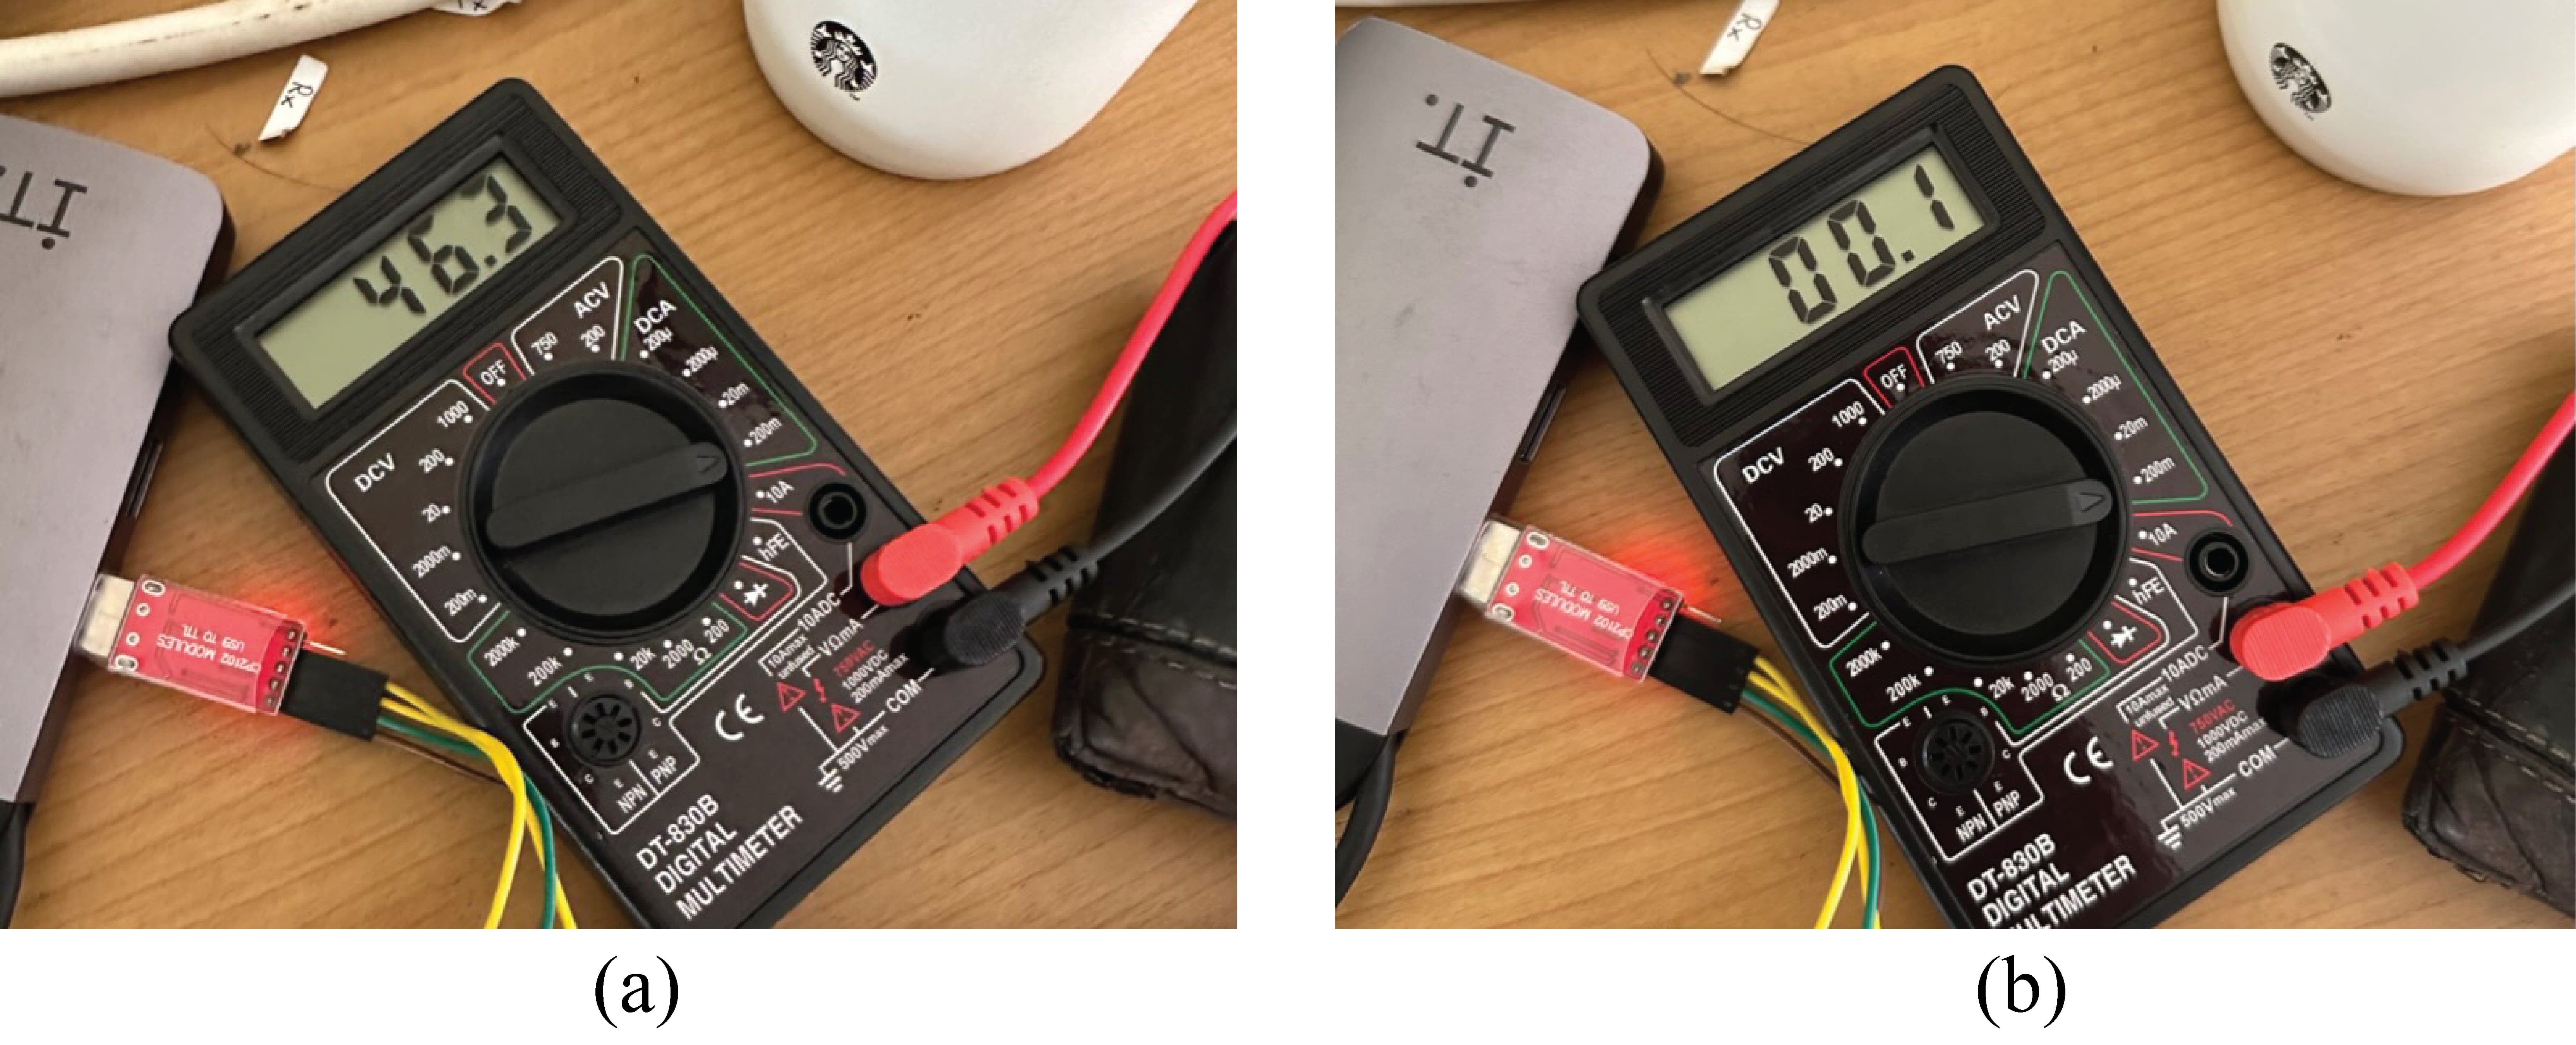 Rx
iT.
46.3
OFF
750
ACV
200
DCA
200µ
2000µ
20m
200m
10A
hFE
DCV
1000
200
20
2000m
200m
2000k
200k
20k
2000
200
Ω
10ADC
10Amax
unfused
VΩmA
750VAC
1000VDC
200mAmax
COM
500Vmax
CE
E
E
B
C
B
C
E
E
NPN
PNP
DT-830B
DIGITAL
MULTIMETER
CP2102 MODULES
USB TO TTL
(a)
Rx
iT.
00.1
OFF
750
ACV
200
DCA
200µ
2000µ
20m
200m
10A
hFE
DCV
1000
200
20
2000m
200m
2000k
200k
20k
2000
200
Ω
10ADC
10Amax
unfused
VΩmA
750VAC
1000VDC
200mAmax
COM
500Vmax
CE
E
E
B
C
B
C
E
E
NPN
PNP
DT-830B
DIGITAL
MULTIMETER
CP2102 MODULES
USB TO TTL
(b)